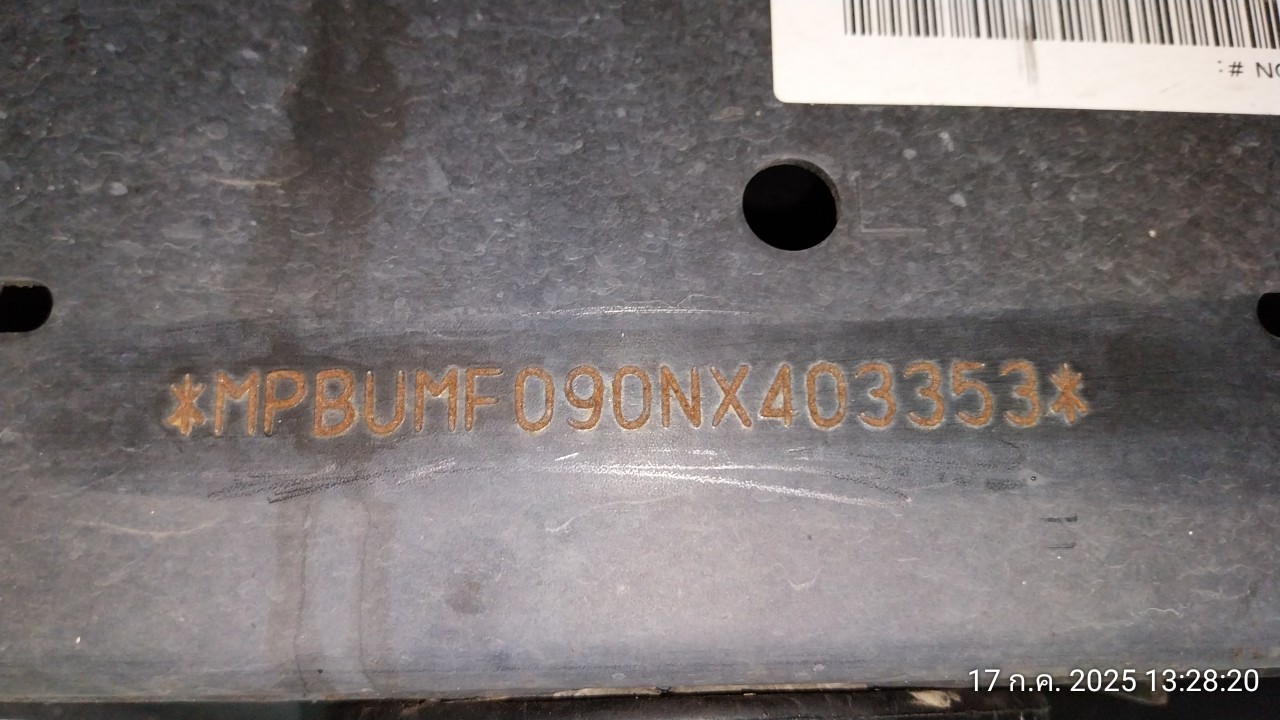 :# NO
*MPBUMF090NX403353*
17 ก.ค. 2025 13:28:20